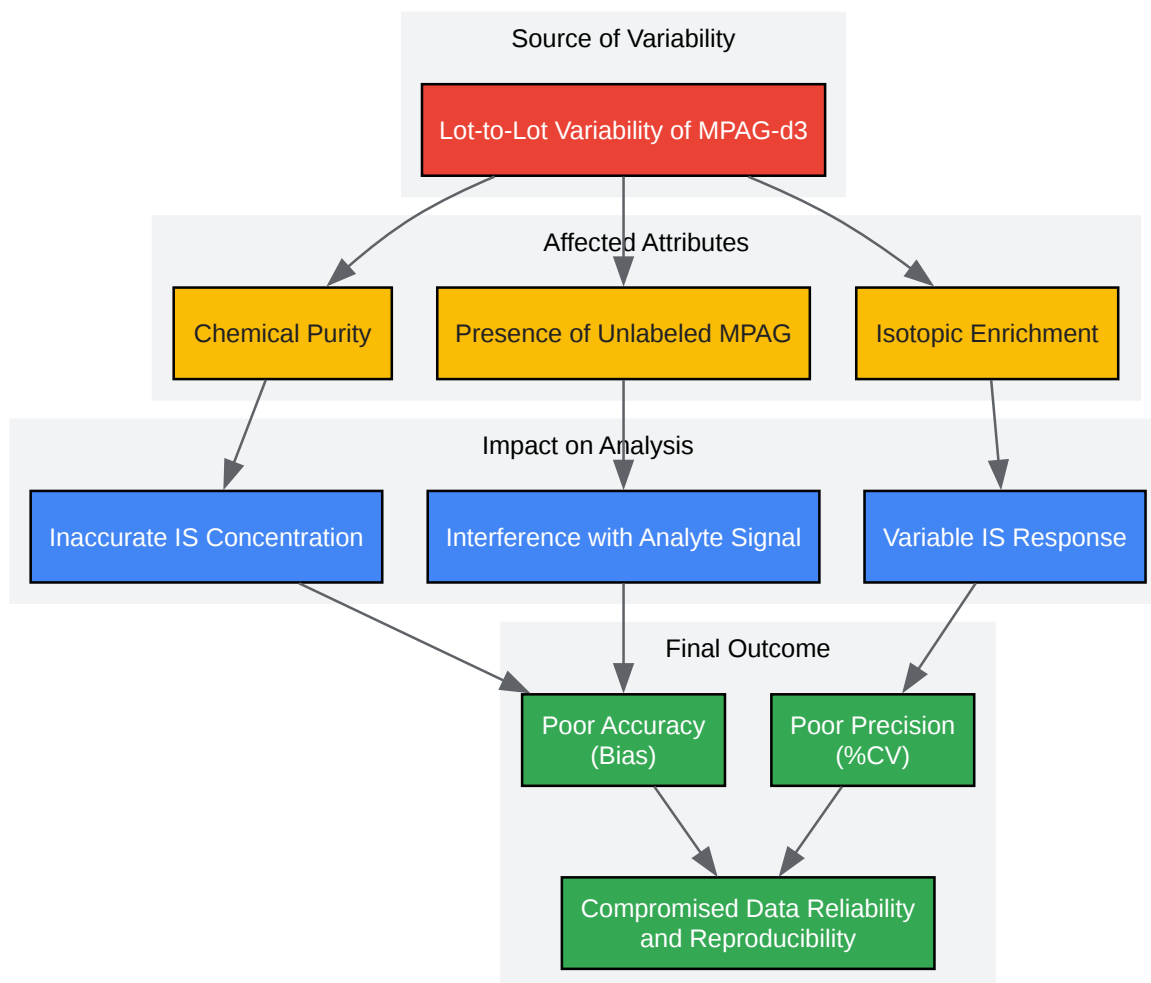 Source of Variability
Lot-to-Lot Variability of MPAG-d3
Affected Attributes
Chemical Purity
Presence of Unlabeled MPAG
Isotopic Enrichment
Impact on Analysis
Inaccurate IS Concentration
Interference with Analyte Signal
Variable IS Response
Final Outcome
Poor Accuracy
(Bias)
Poor Precision
(%CV)
Compromised Data Reliability
and Reproducibility